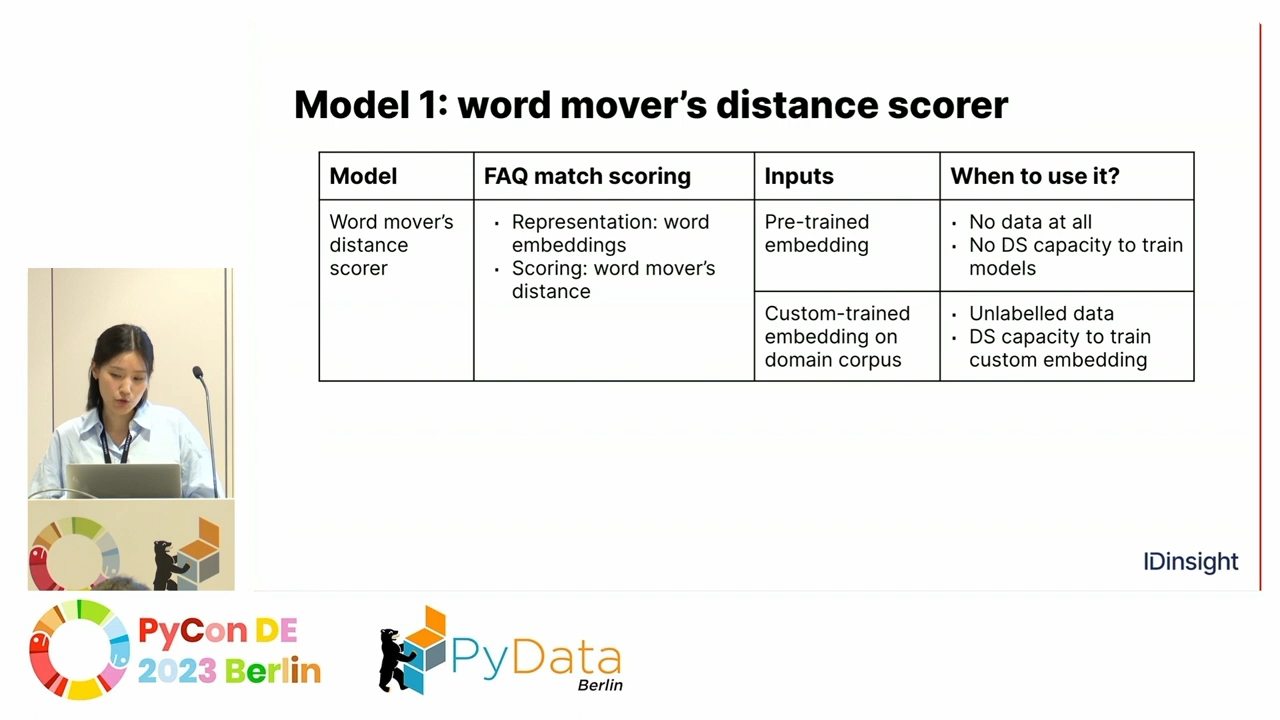 Model 1: word mover’s distance scorer
Model
FAQ match scoring
Inputs
When to use it?
Word mover’s
distance
scorer
· Representation: word
embeddings
· Scoring: word mover’s
distance
Pre-trained
embedding
· No data at all
· No DS capacity to train
models
Custom-trained
embedding on
domain corpus
· Unlabelled data
· DS capacity to train
custom embedding
IDinsight
PyCon DE
2023 Berlin
PyData
Berlin